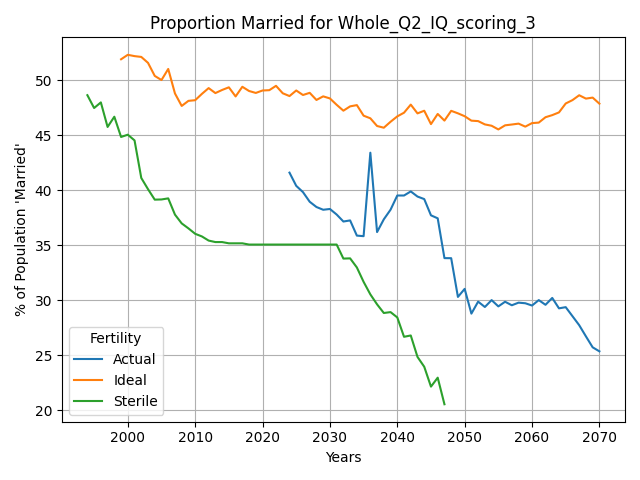 Proportion Married for Whole_Q2_IQ_scoring_3
% of Population 'Married'
50
45
40
35
30
25
20
Fertility
Actual
Ideal
Sterile
2000 2010 2020 2030 2040 2050 2060 2070
Years